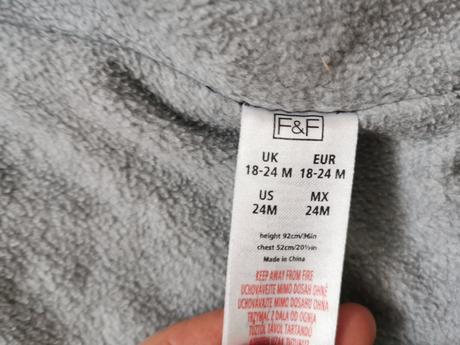 F&F
UK EUR
18-24 M 18-24 M
US MX
24M 24M
height 92cm/36in
chest 52cm/20½in
Made in China
KEEP AWAY FROM FIRE
UCHOVÁVEJTE MIMO DOSAH OHNĚ
UCHOVÁVAJTE MIMO DOSAHU OHŇA
TRZYMAĆ Z DALA OD OGNIA
TŰZTŐL TÁVOL TARTANDÓ